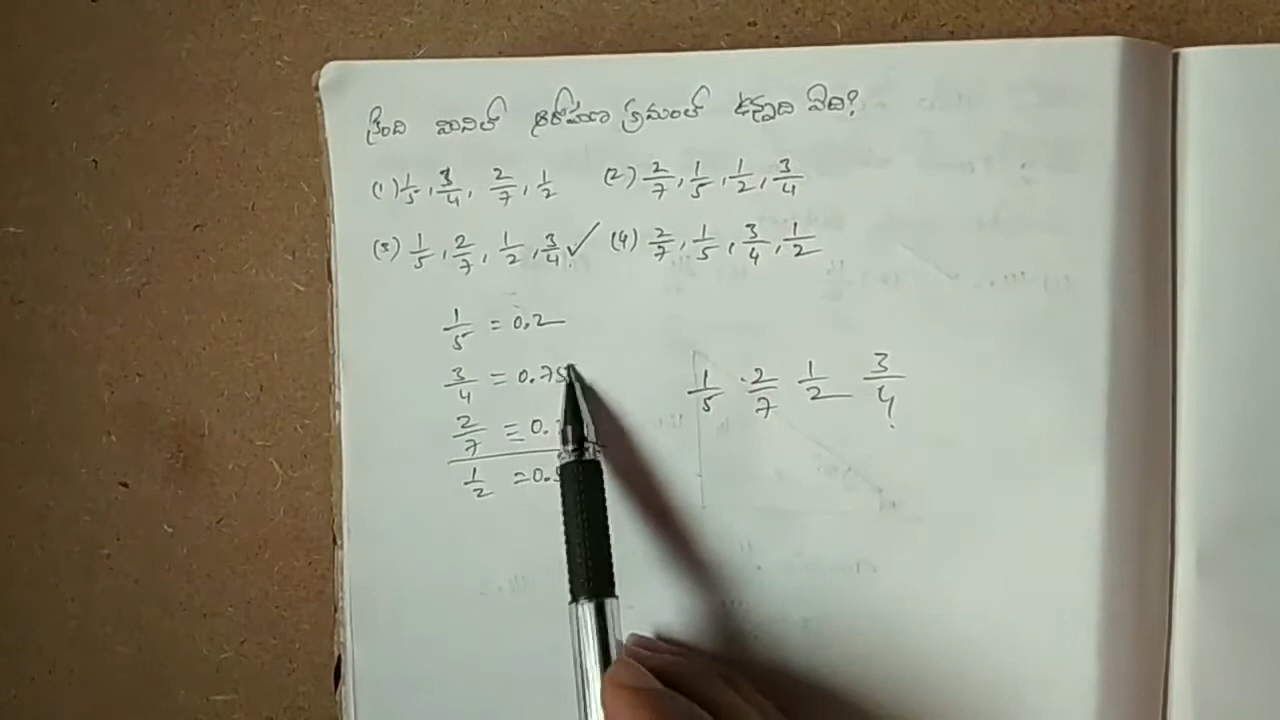 క్రింది వానిలో ఆరోహణ క్రమంలో ఉన్నది ఏది?
(1) 1/5, 3/4, 2/7, 1/2 (2) 2/7, 1/5, 1/2, 3/4
(3) 1/5, 2/7, 1/2, 3/4 ✓ (4) 2/7, 1/5, 3/4, 1/2
1/5 = 0.2
3/4 = 0.75
1/5 2/7 1/2 3/4
2/7 = 0.
1/2 = 0.5